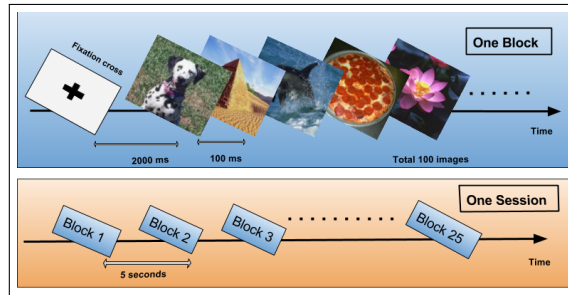 One Block
Fixation cross
Time
2000 ms
100 ms
Total 100 images
One Session
Block 1
Block 2
Block 3
Block 25
Time
5 seconds